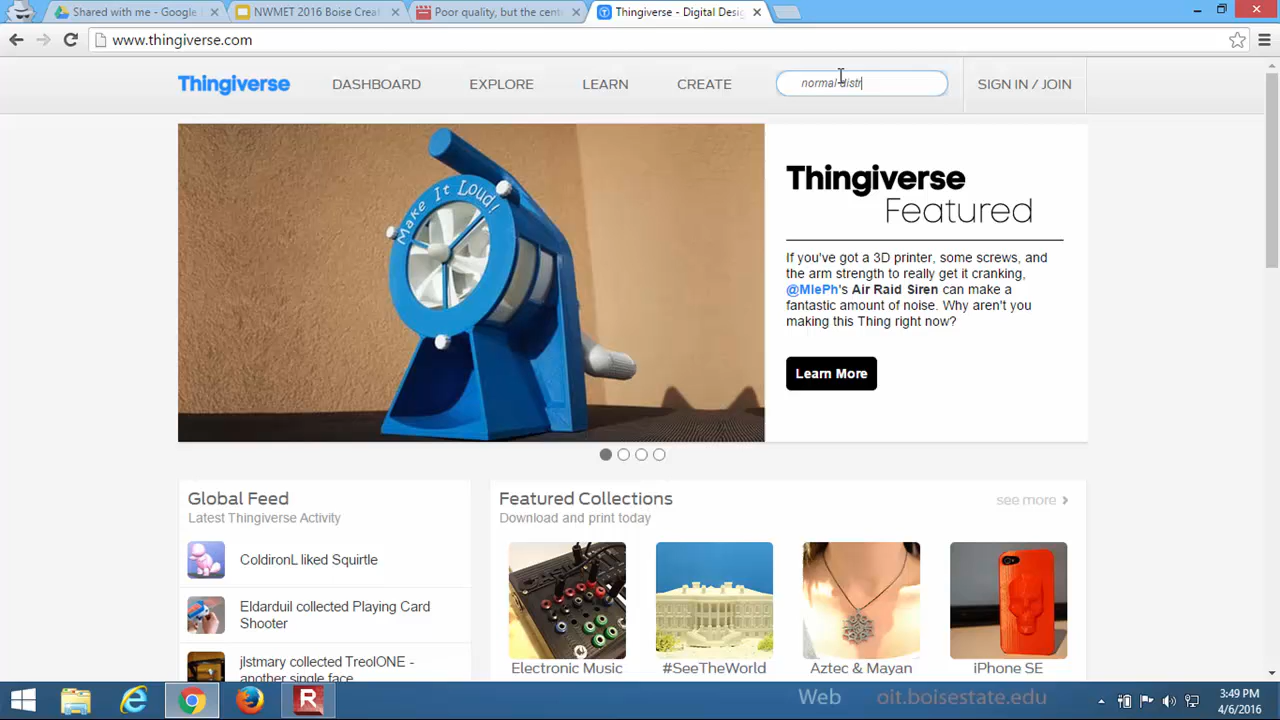 Shared with me - Google
NWMET 2016 Boise Crea
Poor quality, but the cent
Thingiverse - Digital Desi
www.thingiverse.com
Thingiverse
DASHBOARD
EXPLORE
LEARN
CREATE
normal distr
SIGN IN / JOIN
Make It Loud!
Thingiverse
Featured
If you've got a 3D printer, some screws, and
the arm strength to really get it cranking,
@MlePh's Air Raid Siren can make a
fantastic amount of noise. Why aren't you
making this Thing right now?
Learn More
Global Feed
Latest Thingiverse Activity
ColdironL liked Squirtle
Eldarduil collected Playing Card
Shooter
jlstmary collected TreoIONE -
another single face
Featured Collections
see more
Download and print today
Electronic Music
#SeeTheWorld
Aztec & Mayan
iPhone SE
Web oit.boisestate.edu
3:49 PM
4/6/2016